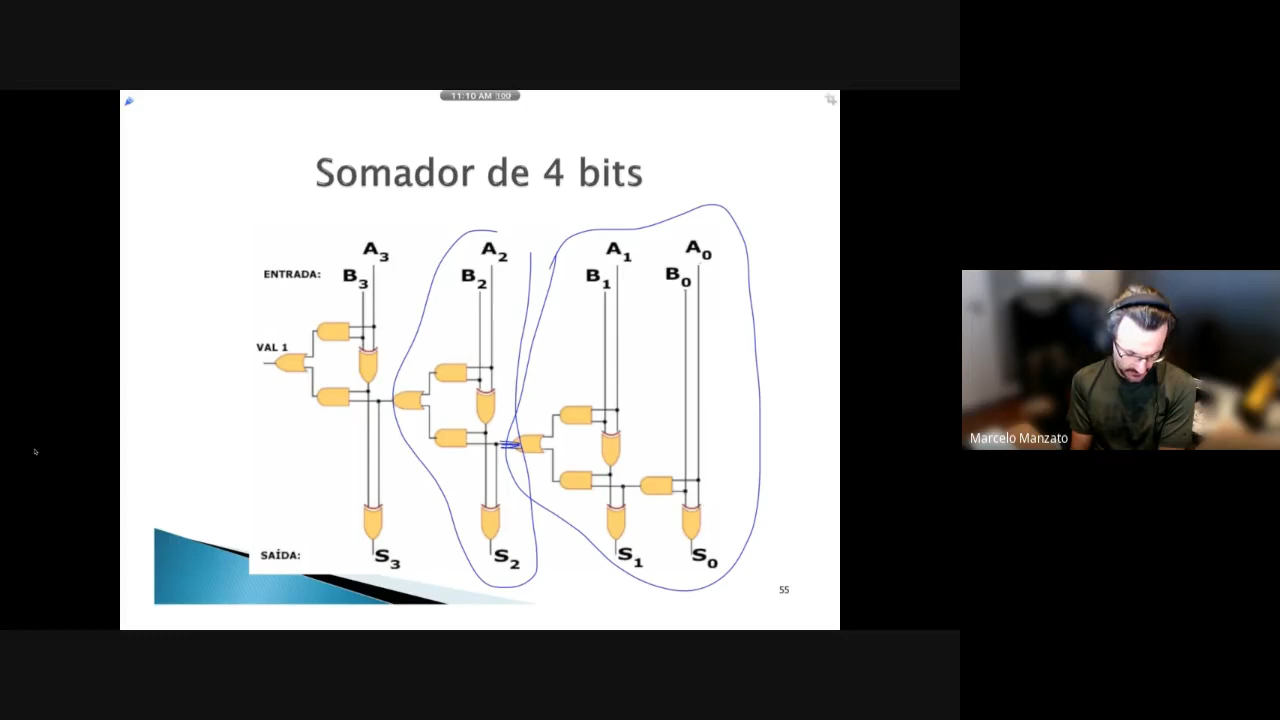 11:10 AM 100
Somador de 4 bits
A3 A2 A1 A0
ENTRADA: B3 B2 B1 B0
VAL 1
SAÍDA: S3 S2 S1 S0
55
Marcelo Manzato